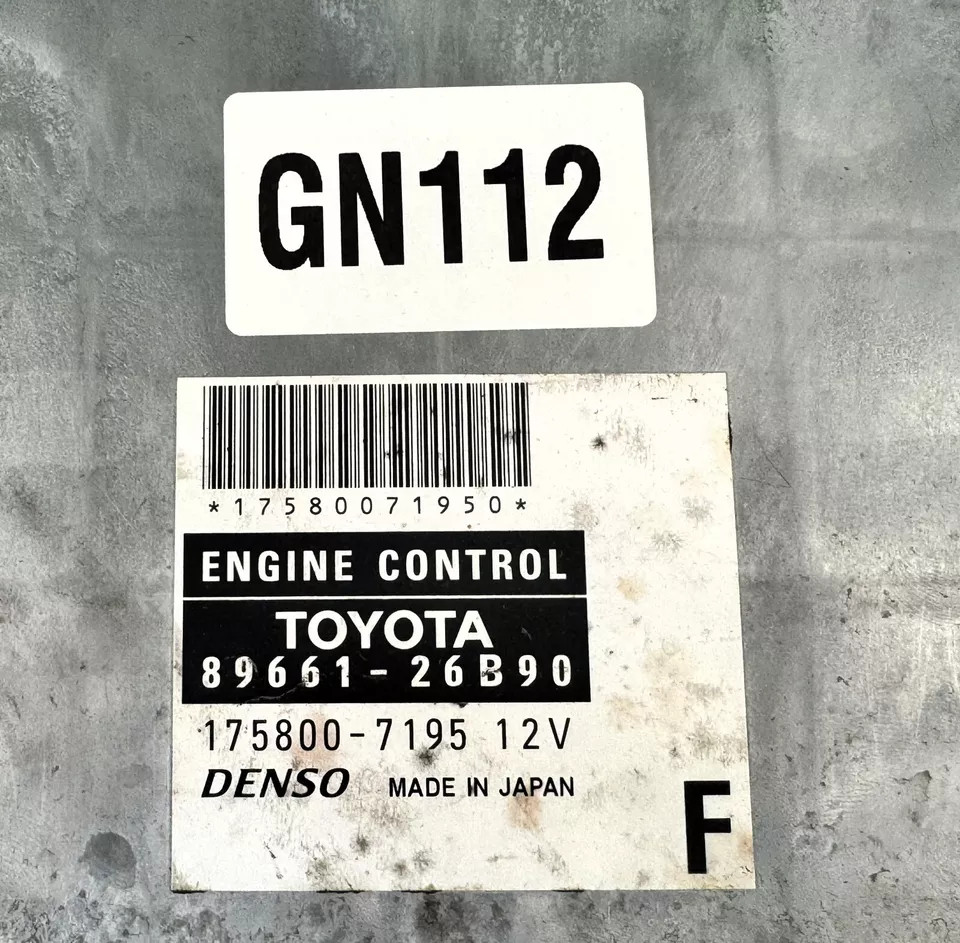 GN112
*17580071950*
ENGINE CONTROL
TOYOTA
89661-26B90
175800-7195 12V
DENSO MADE IN JAPAN
F